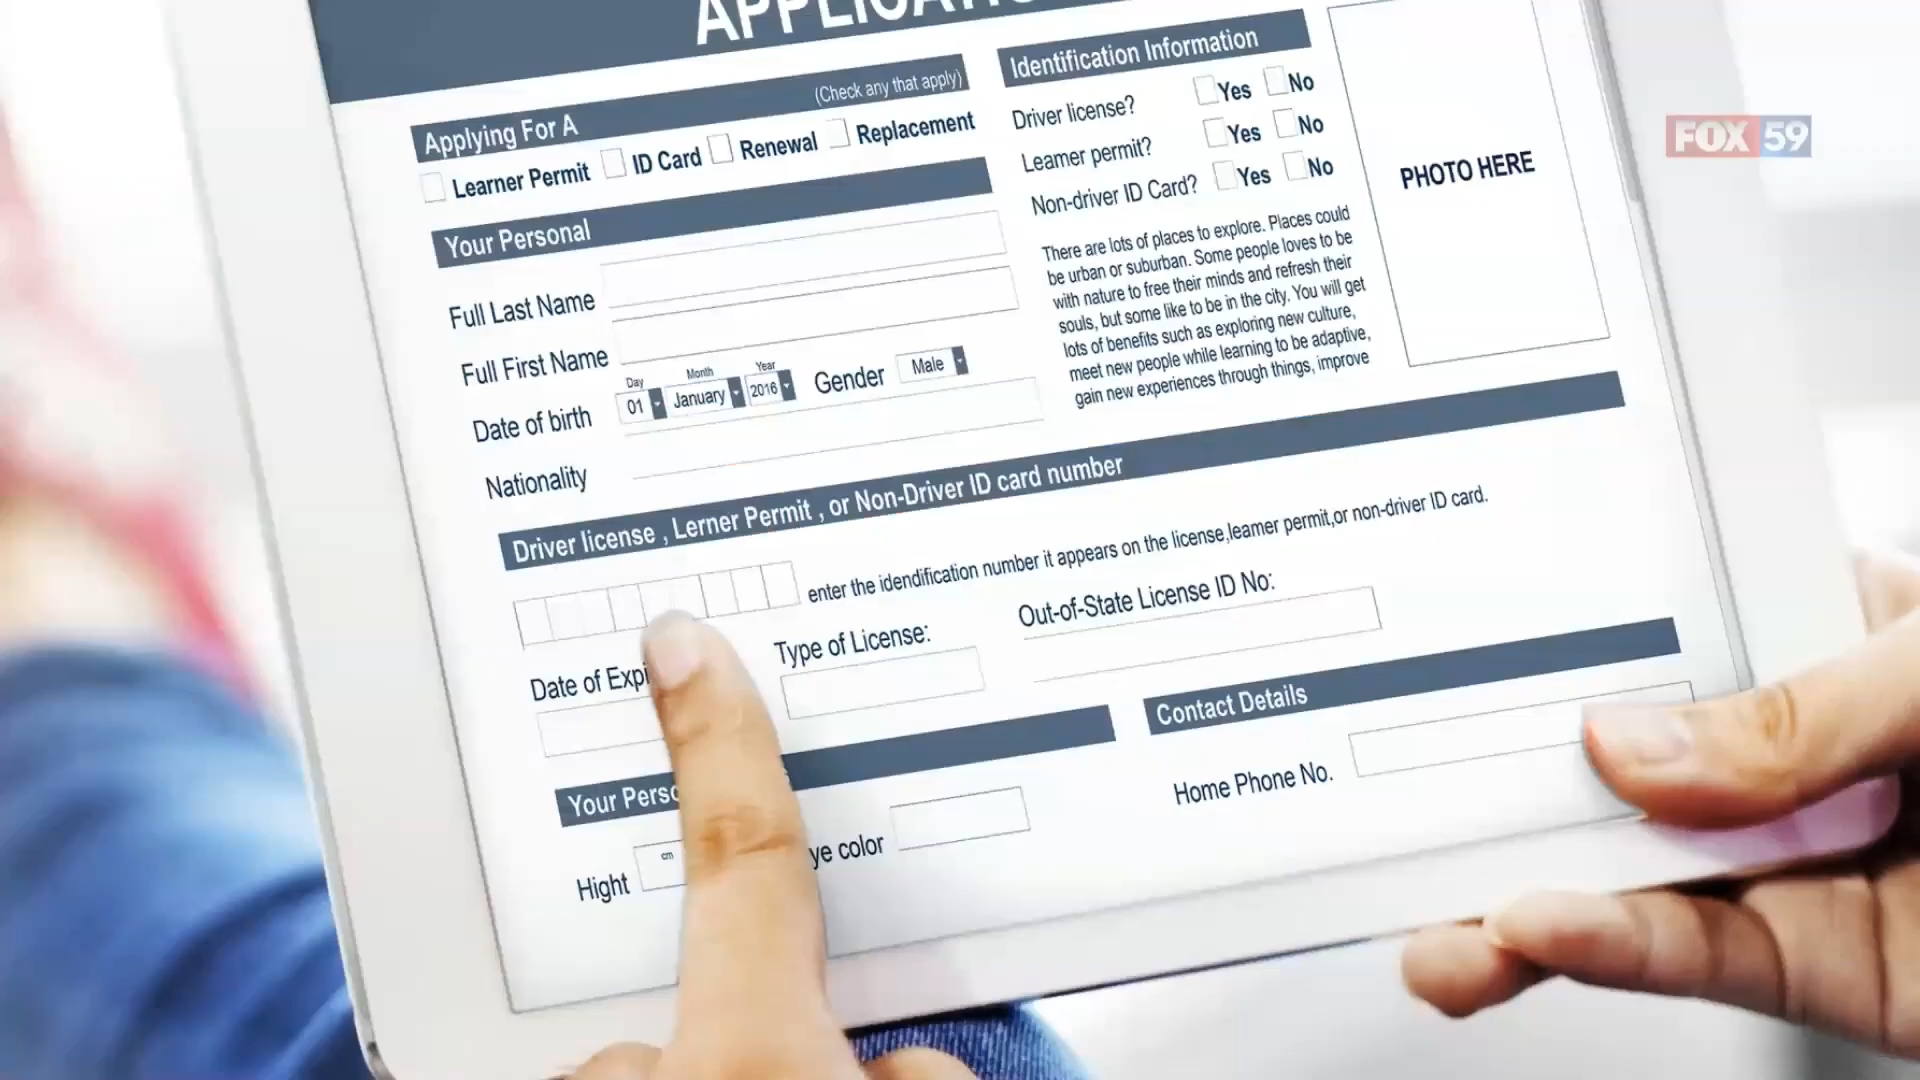 APPLICATIO
Applying For A
(Check any that apply)
Learner Permit
ID Card
Renewal
Replacement
Your Personal
Full Last Name
Full First Name
Date of birth
Day
Month
Year
01
January
2016
Gender
Male
Nationality
Identification Information
Driver license?
Yes
No
Leamer permit?
Yes
No
Non-driver ID Card?
Yes
No
There are lots of places to explore. Places could
be urban or suburban. Some people loves to be
with nature to free their minds and refresh their
souls, but some like to be in the city. You will get
lots of benefits such as exploring new culture,
meet new people while learning to be adaptive,
gain new experiences through things, improve
PHOTO HERE
FOX 59
Driver license , Lerner Permit , or Non-Driver ID card number
enter the idendification number it appears on the license,leamer permit,or non-driver ID card.
Date of Expi
Type of License:
Out-of-State License ID No:
Your Perso
Hight
cm
ye color
Contact Details
Home Phone No.